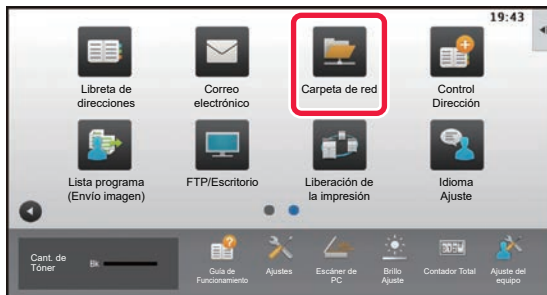 19:43
Libreta de
direcciones
Correo
electrónico
Carpeta de red
Control
Dirección
Lista programa
(Envío imagen)
FTP/Escritorio
Liberación de
la impresión
Idioma
Ajuste
Cant. de
Tóner
Bk
Guía de
Funcionamiento
Ajustes
Escáner de
PC
Brillo
Ajuste
Contador Total
Ajuste del
equipo